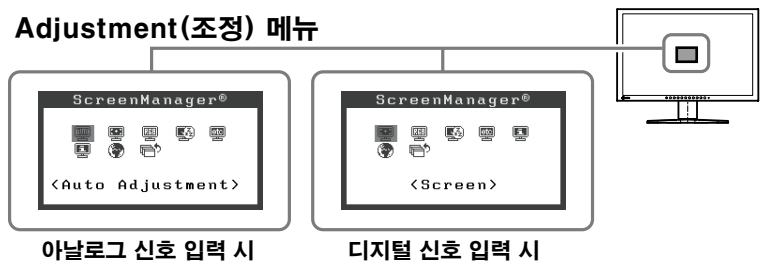 Adjustment(조정) 메뉴
ScreenManager®
<Auto Adjustment>
아날로그 신호 입력 시
ScreenManager®
<Screen>
디지털 신호 입력 시